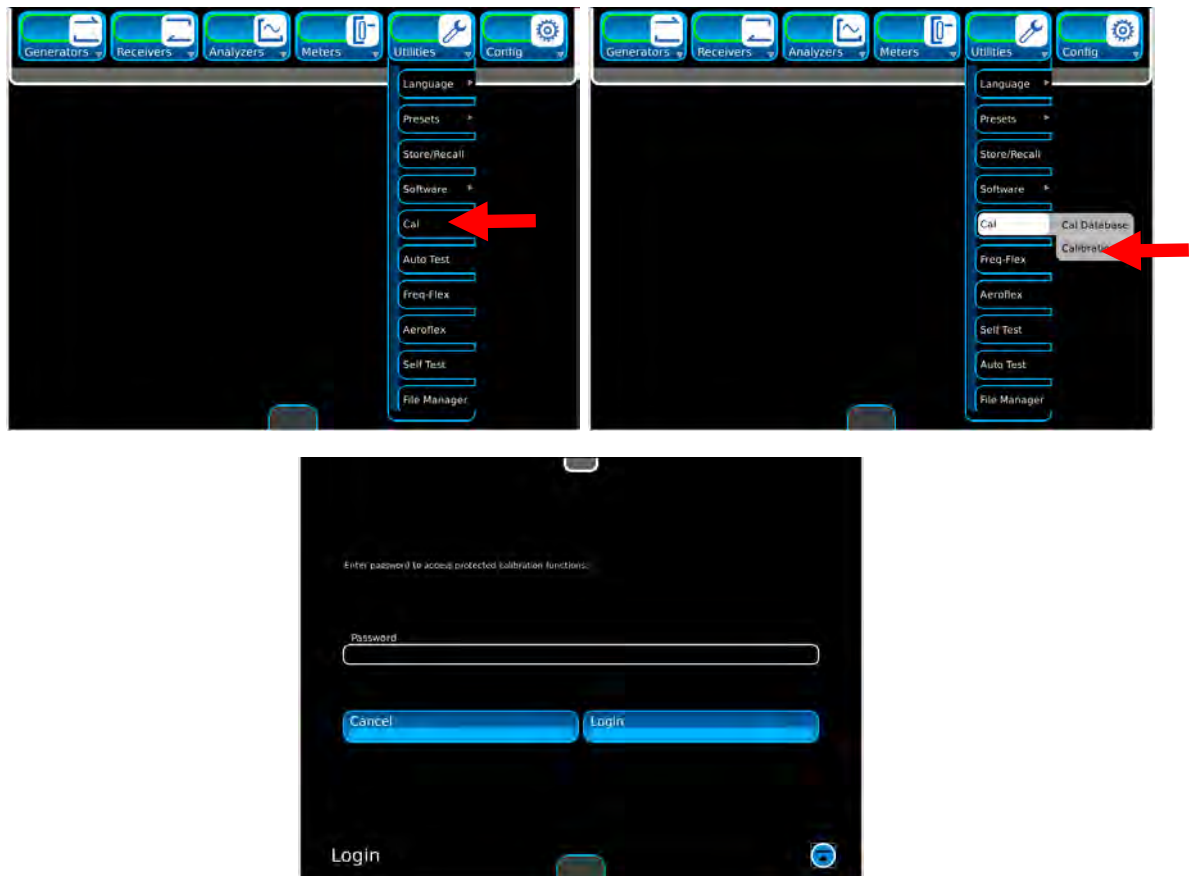 Generators Receivers Analyzers Meters Utilities Config
Language
Presets
Store/Recall
Software
Cal
Auto Test
Freq-Flex
Aeroflex
Self Test
File Manager
Generators Receivers Analyzers Meters Utilities Config
Language
Presets
Store/Recall
Software
Cal Cal Database
Freq-Flex
Aeroflex
Self Test
Auto Test
File Manager
Enter password to access protected calibration functions.
Password
Cancel Login
Login